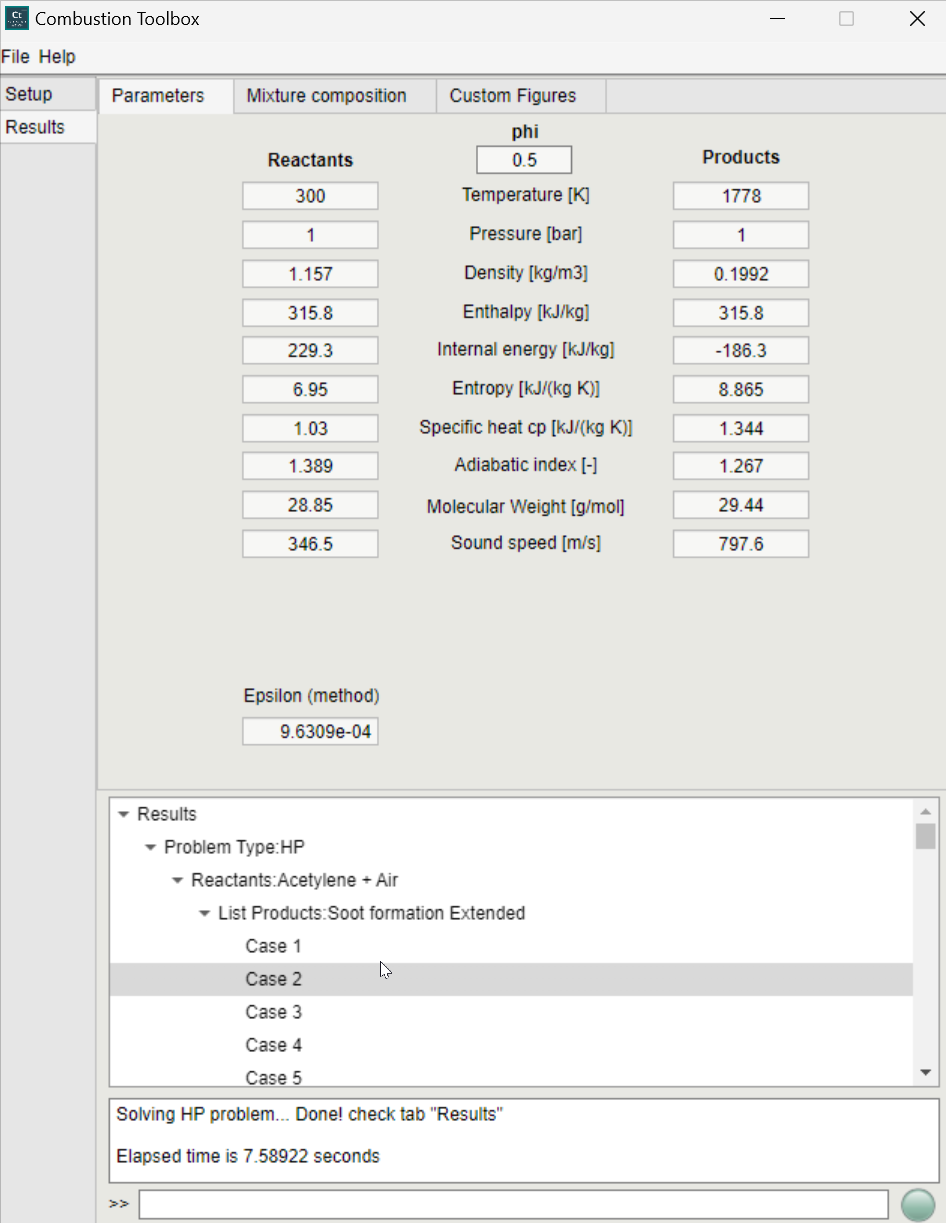 Ct
Combustion Toolbox
File Help
Setup
Results
Parameters Mixture composition Custom Figures
phi
Reactants 0.5 Products
300 Temperature [K] 1778
1 Pressure [bar] 1
1.157 Density [kg/m3] 0.1992
315.8 Enthalpy [kJ/kg] 315.8
229.3 Internal energy [kJ/kg] -186.3
6.95 Entropy [kJ/(kg K)] 8.865
1.03 Specific heat cp [kJ/(kg K)] 1.344
1.389 Adiabatic index [-] 1.267
28.85 Molecular Weight [g/mol] 29.44
346.5 Sound speed [m/s] 797.6
Epsilon (method)
9.6309e-04
Results
Problem Type:HP
Reactants:Acetylene + Air
List Products:Soot formation Extended
Case 1
Case 2
Case 3
Case 4
Case 5
Solving HP problem... Done! check tab "Results"
Elapsed time is 7.58922 seconds
>>